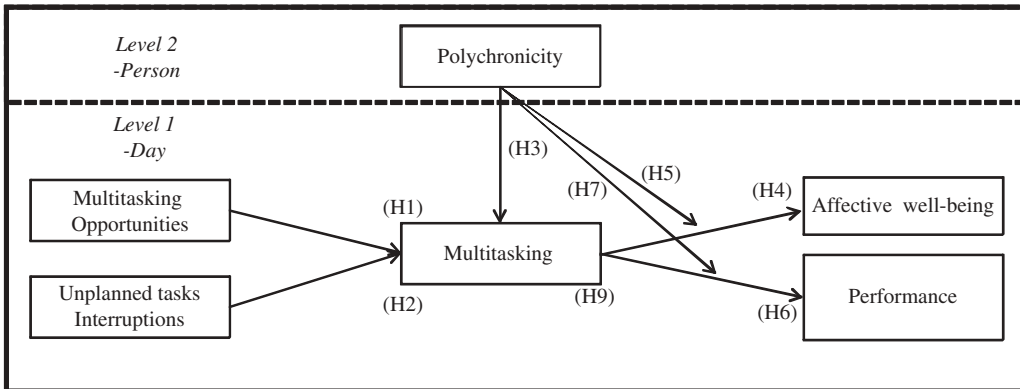 Level 2
-Person
Polychronicity
Level 1
-Day
(H3)
(H5)
(H7)
(H4)
Multitasking
Opportunities
(H1)
Affective well-being
Multitasking
Unplanned tasks
Interruptions
(H2)
(H9)
(H6)
Performance